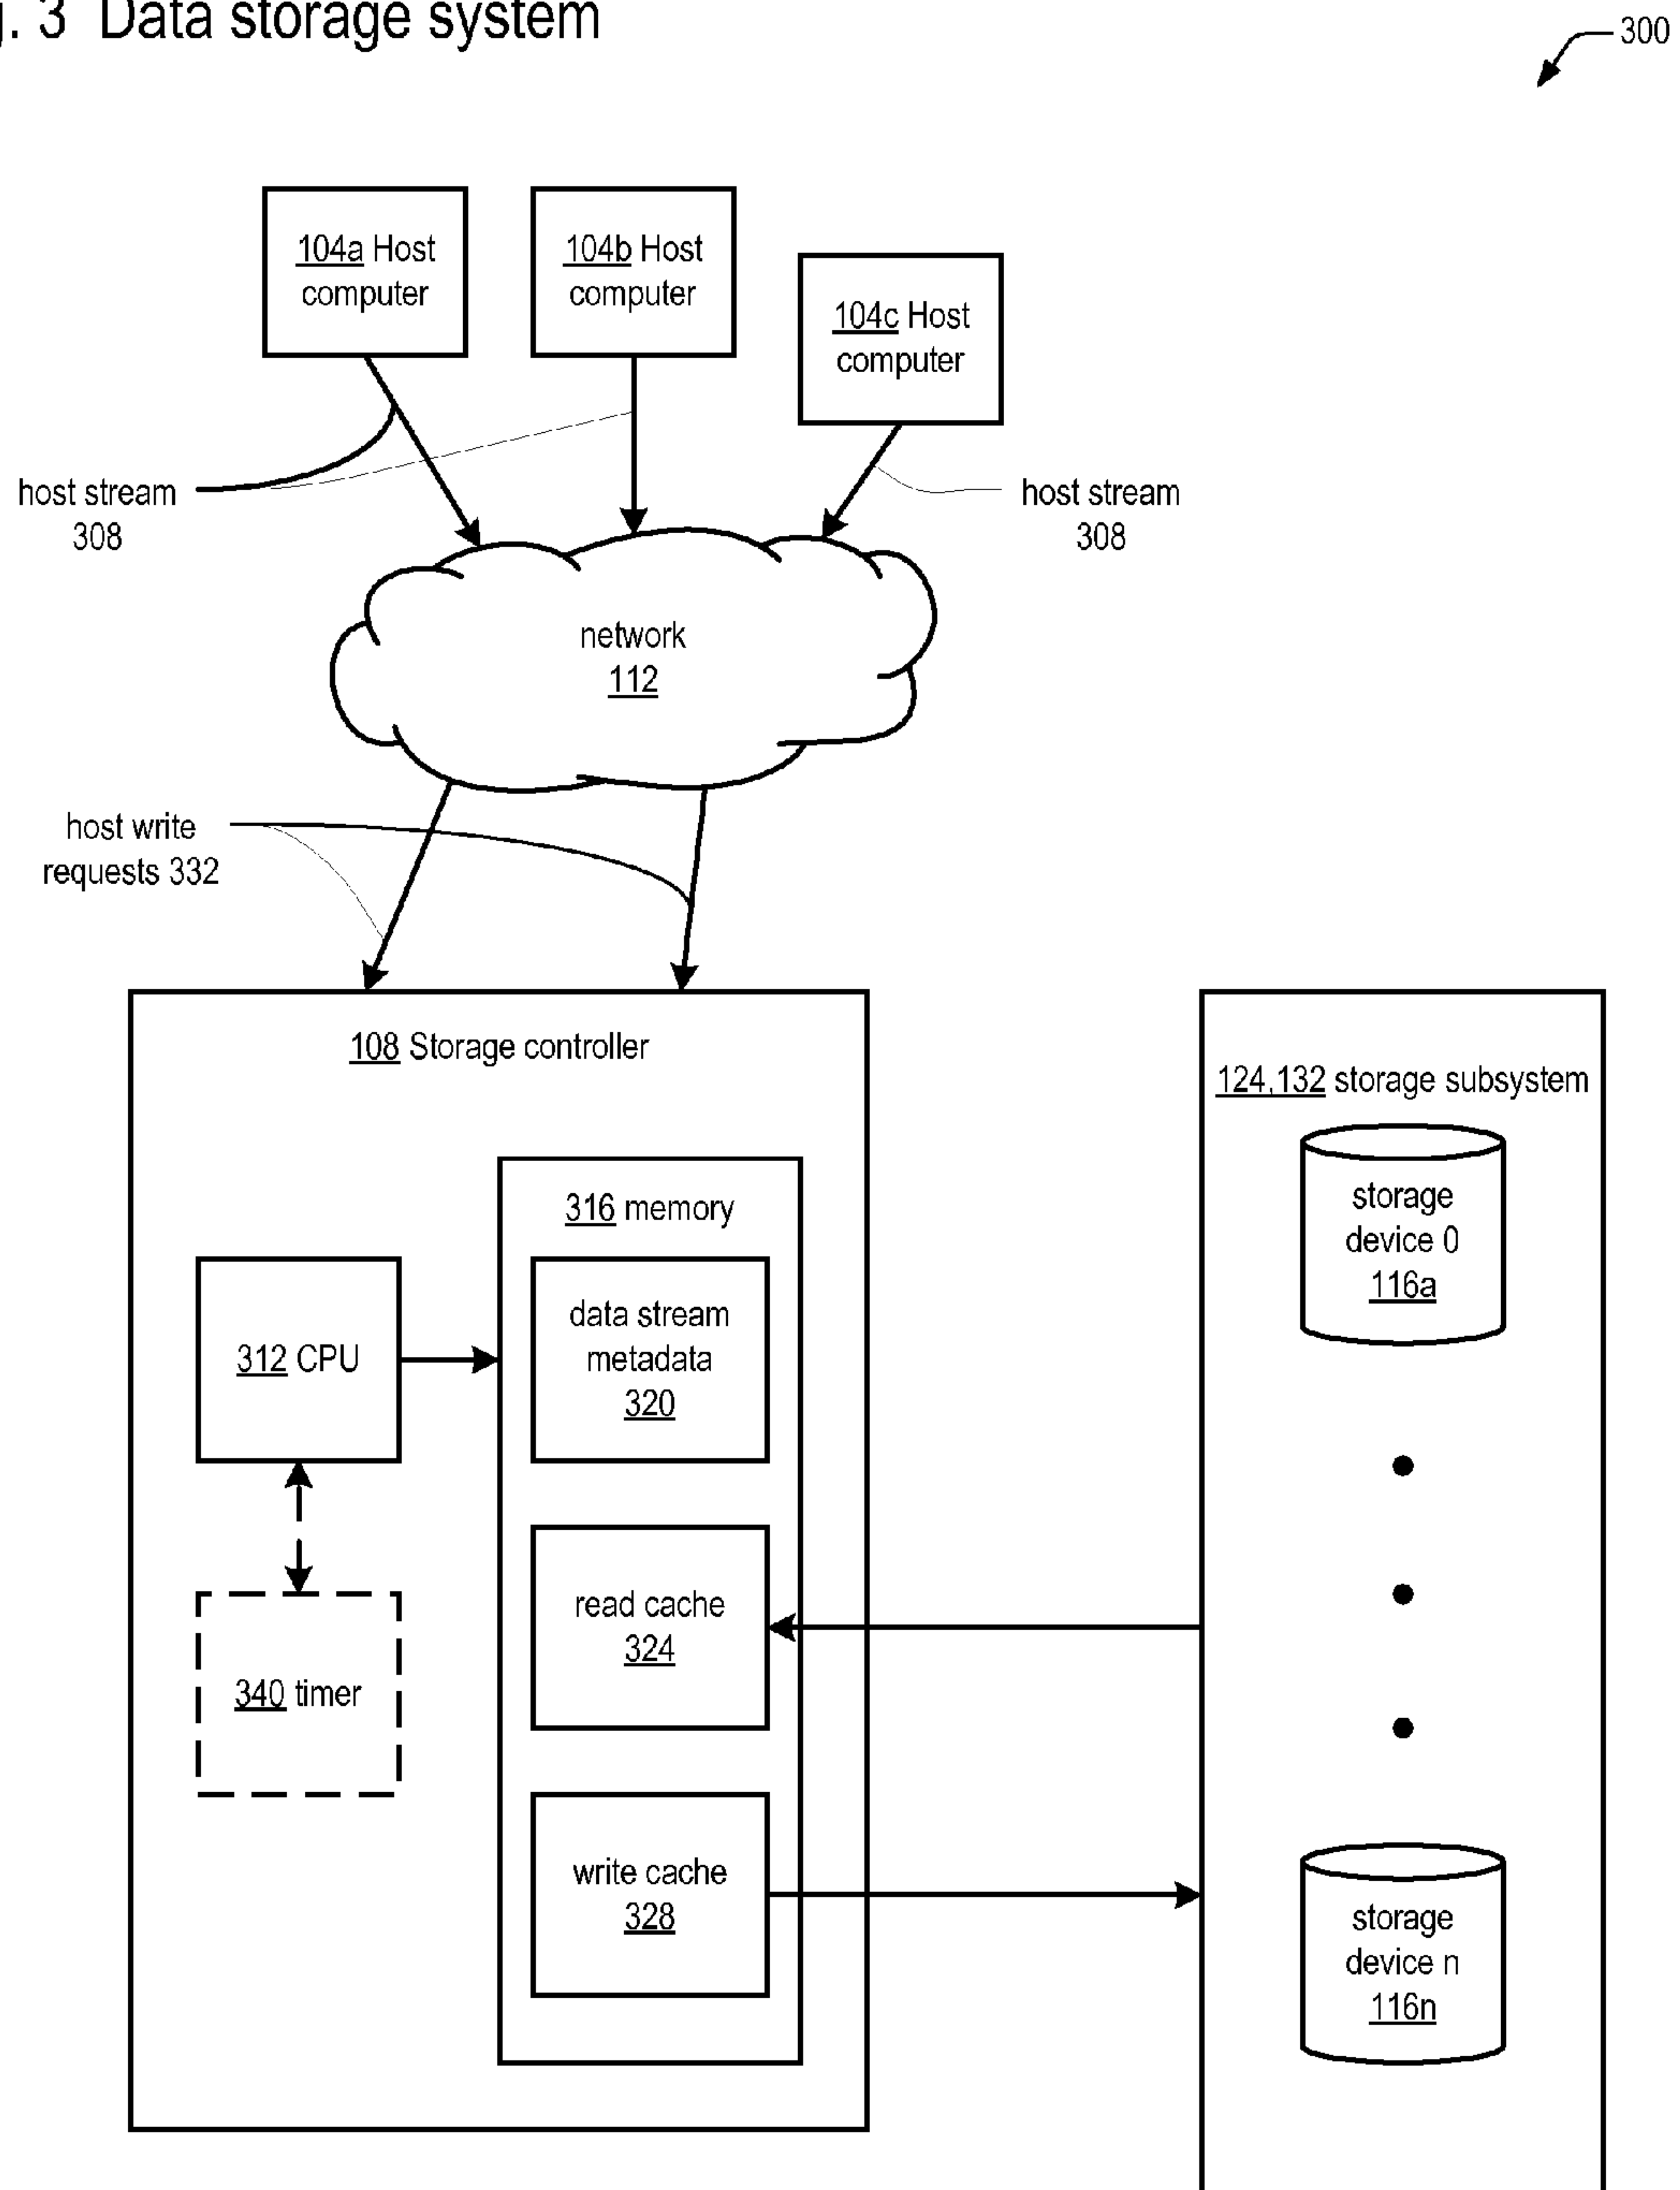 . 3 Data storage system
300
104a Host
computer
104b Host
computer
104c Host
computer
host stream
308
host stream
308
network
112
host write
requests 332
108 Storage controller
124,132 storage subsystem
316 memory
storage
device 0
116a
data stream
metadata
320
312 CPU
read cache
324
340 timer
write cache
328
storage
device n
116n